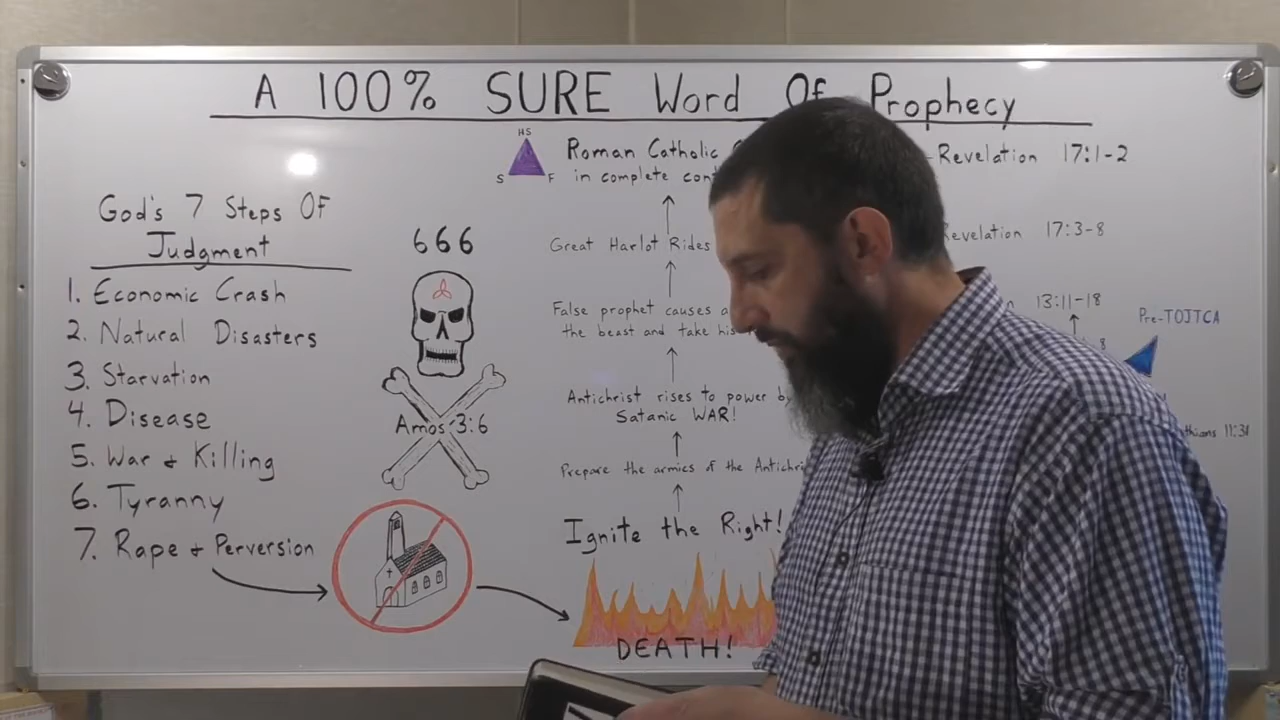 A 100% SURE Word Of Prophecy
God's 7 Steps Of
Judgment
1. Economic Crash
2. Natural Disasters
3. Starvation
4. Disease
5. War & Killing
6. Tyranny
7. Rape & Perversion
666
Amos 3:6
HS
S F
Roman Catholic
in complete
Revelation 17:1-2
Great Harlot Rides
Revelation 17:3-8
False prophet causes
the beast and take his
13:11-18
8
Pre-TOJTCA
Antichrist rises to power by
Satanic WAR!
11:31
Prepare the armies of the Antichrist
Ignite the Right!
DEATH!